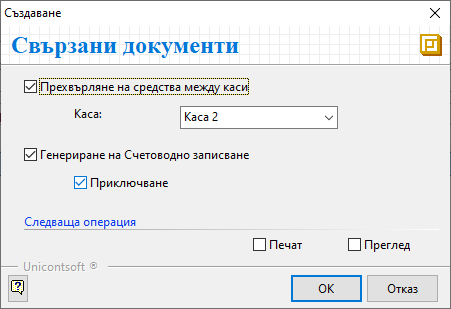 Създаване
Свързани документи
Прехвърляне на средства между каси
Каса: Каса 2
Генериране на Счетоводно записване
Приключване
Следваща операция
Печат Преглед
Unicontsoft ®
? OK Отказ